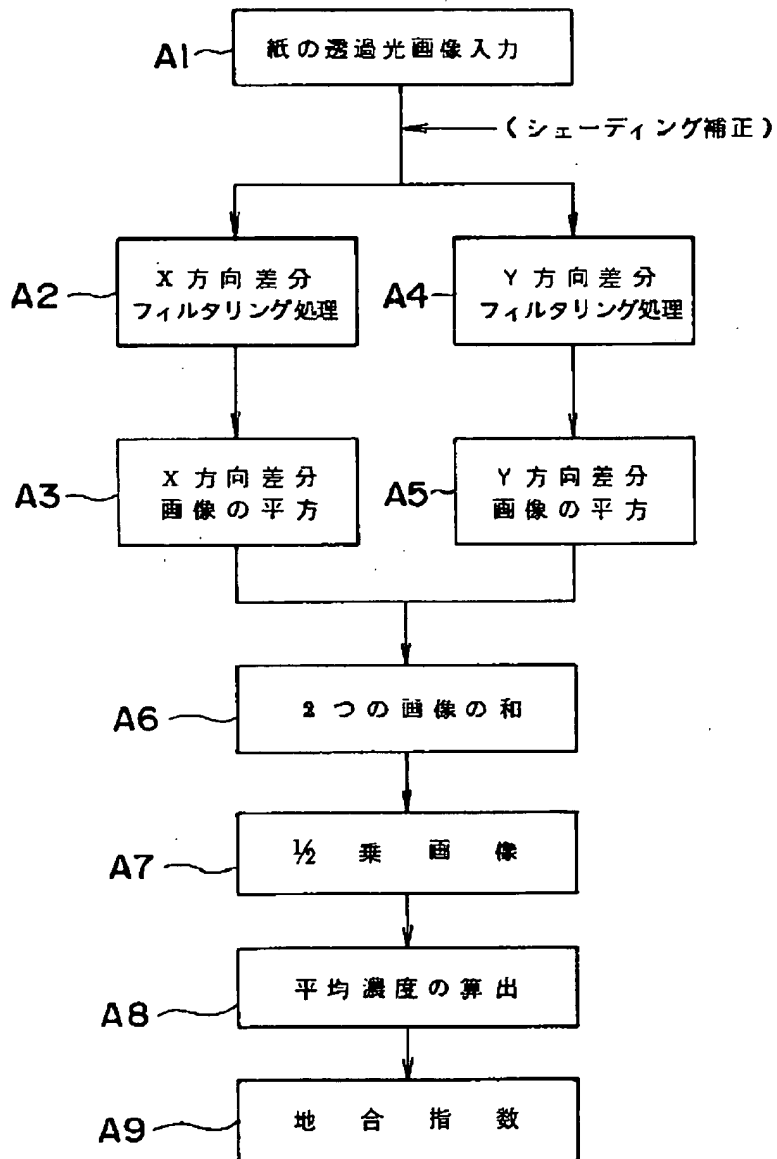 A1
紙の透過光画像入力
(シェーディング補正)
A2
X方向差分
フィルタリング処理
A4
Y方向差分
フィルタリング処理
A3
X方向差分
画像の平方
A5
Y方向差分
画像の平方
A6
2つの画像の和
A7
½乗画像
A8
平均濃度の算出
A9
地合指数